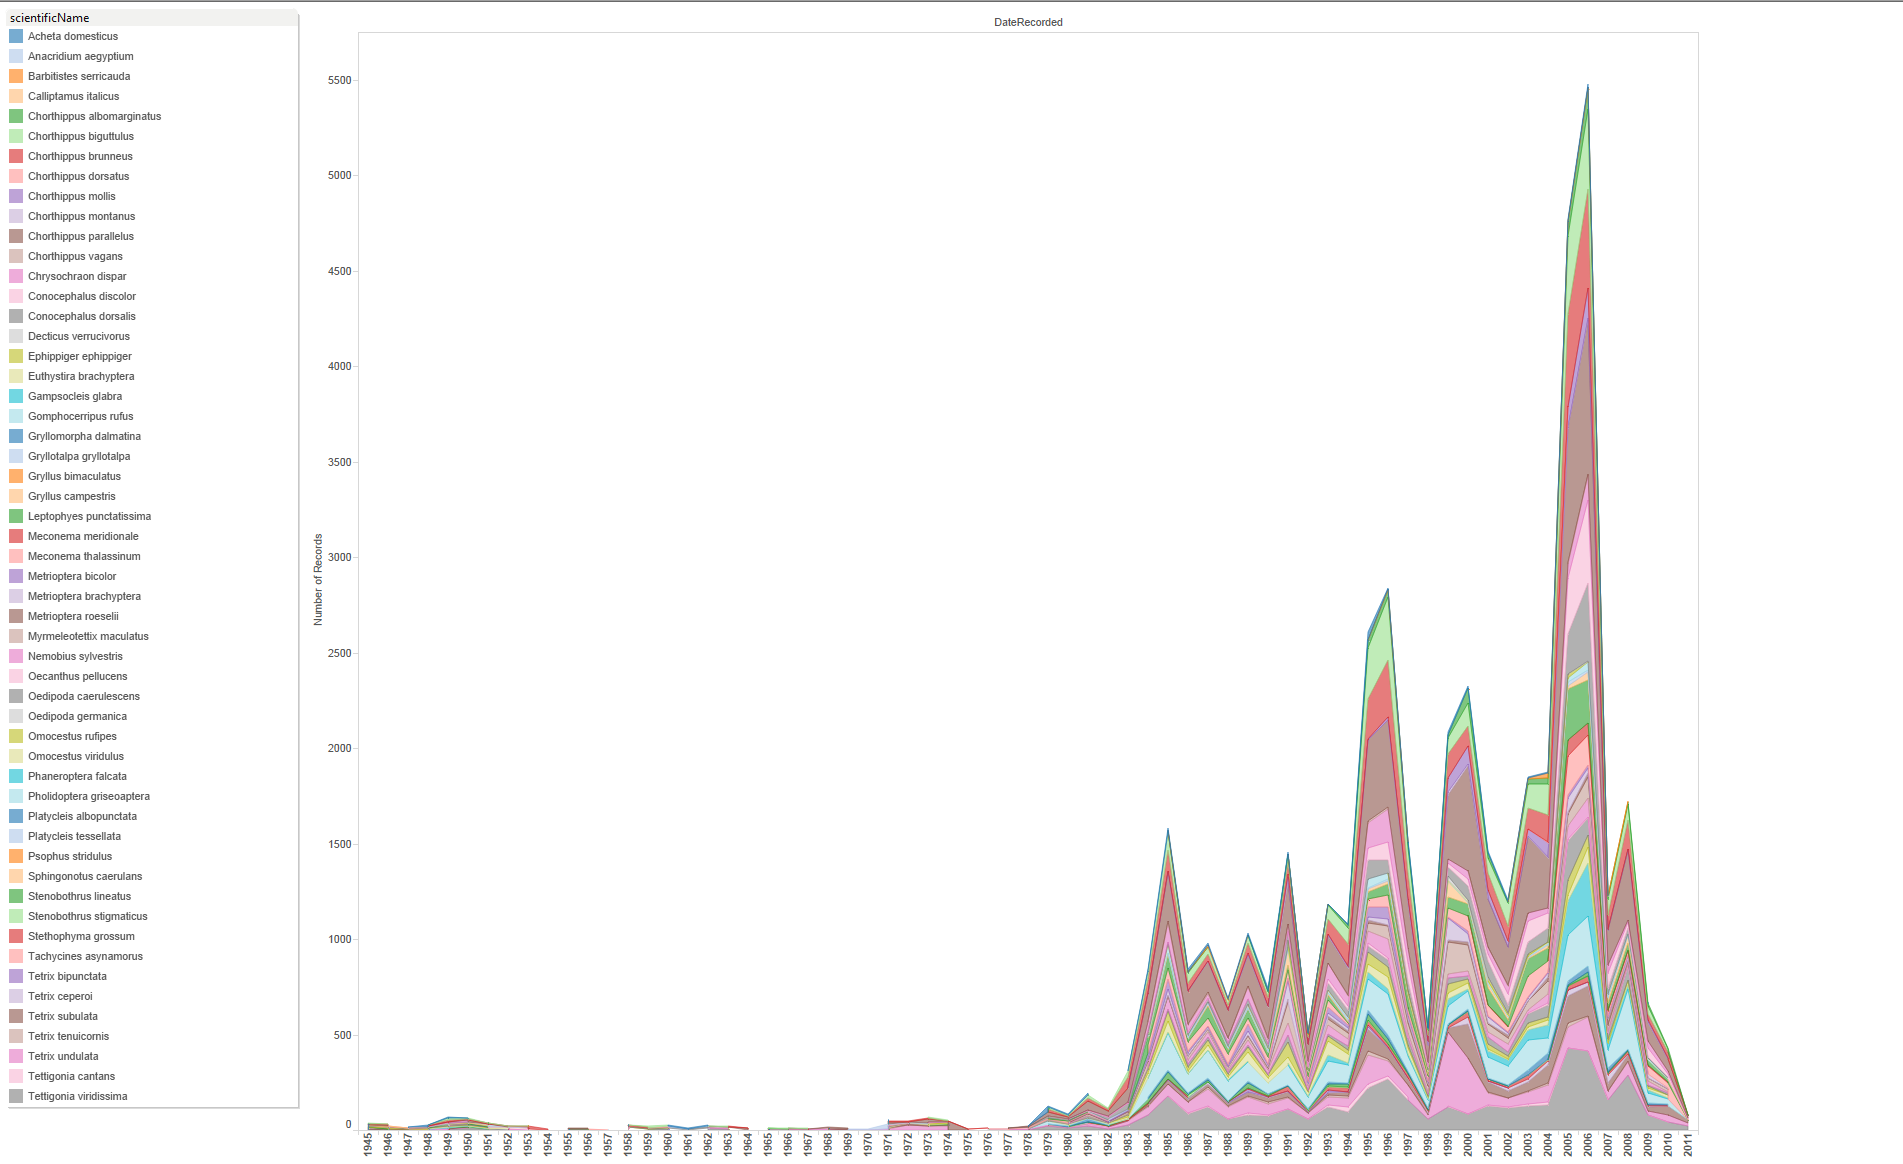 scientificName
Acheta domesticus
Anacridium aegyptium
Barbitistes serricauda
Calliptamus italicus
Chorthippus albomarginatus
Chorthippus biguttulus
Chorthippus brunneus
Chorthippus dorsatus
Chorthippus mollis
Chorthippus montanus
Chorthippus parallelus
Chorthippus vagans
Chrysochraon dispar
Conocephalus discolor
Conocephalus dorsalis
Decticus verrucivorus
Ephippiger ephippiger
Euthystira brachyptera
Gampsocleis glabra
Gomphocerripus rufus
Gryllomorpha dalmatina
Gryllotalpa gryllotalpa
Gryllus bimaculatus
Gryllus campestris
Leptophyes punctatissima
Meconema meridionale
Meconema thalassinum
Metrioptera bicolor
Metrioptera brachyptera
Metrioptera roeselii
Myrmeleotettix maculatus
Nemobius sylvestris
Oecanthus pellucens
Oedipoda caerulescens
Oedipoda germanica
Omocestus rufipes
Omocestus viridulus
Phaneroptera falcata
Pholidoptera griseoaptera
Platycleis albopunctata
Platycleis tessellata
Psophus stridulus
Sphingonotus caerulans
Stenobothrus lineatus
Stenobothrus stigmaticus
Stethophyma grossum
Tachycines asynamorus
Tetrix bipunctata
Tetrix ceperoi
Tetrix subulata
Tetrix tenuicornis
Tetrix undulata
Tettigonia cantans
Tettigonia viridissima
DateRecorded
Number of Records
5500
5000
4500
4000
3500
3000
2500
2000
1500
1000
500
0
1945
1946
1947
1948
1949
1950
1951
1952
1953
1954
1955
1956
1957
1958
1959
1960
1961
1962
1963
1964
1965
1966
1967
1968
1969
1970
1971
1972
1973
1974
1975
1976
1977
1978
1979
1980
1981
1982
1983
1984
1985
1986
1987
1988
1989
1990
1991
1992
1993
1994
1995
1996
1997
1998
1999
2000
2001
2002
2003
2004
2005
2006
2007
2008
2009
2010
2011